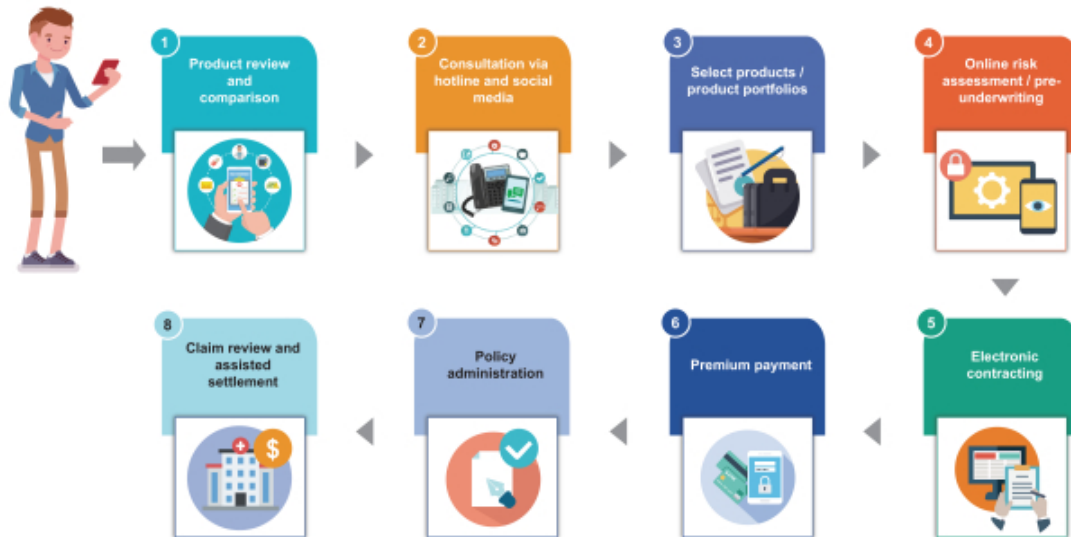 1
Product review
and
comparison
2
Consultation via
hotline and social
media
3
Select products /
product portfolios
4
Online risk
assessment / pre-
underwriting
5
Electronic
contracting
6
Premium payment
7
Policy
administration
8
Claim review and
assisted
settlement
$